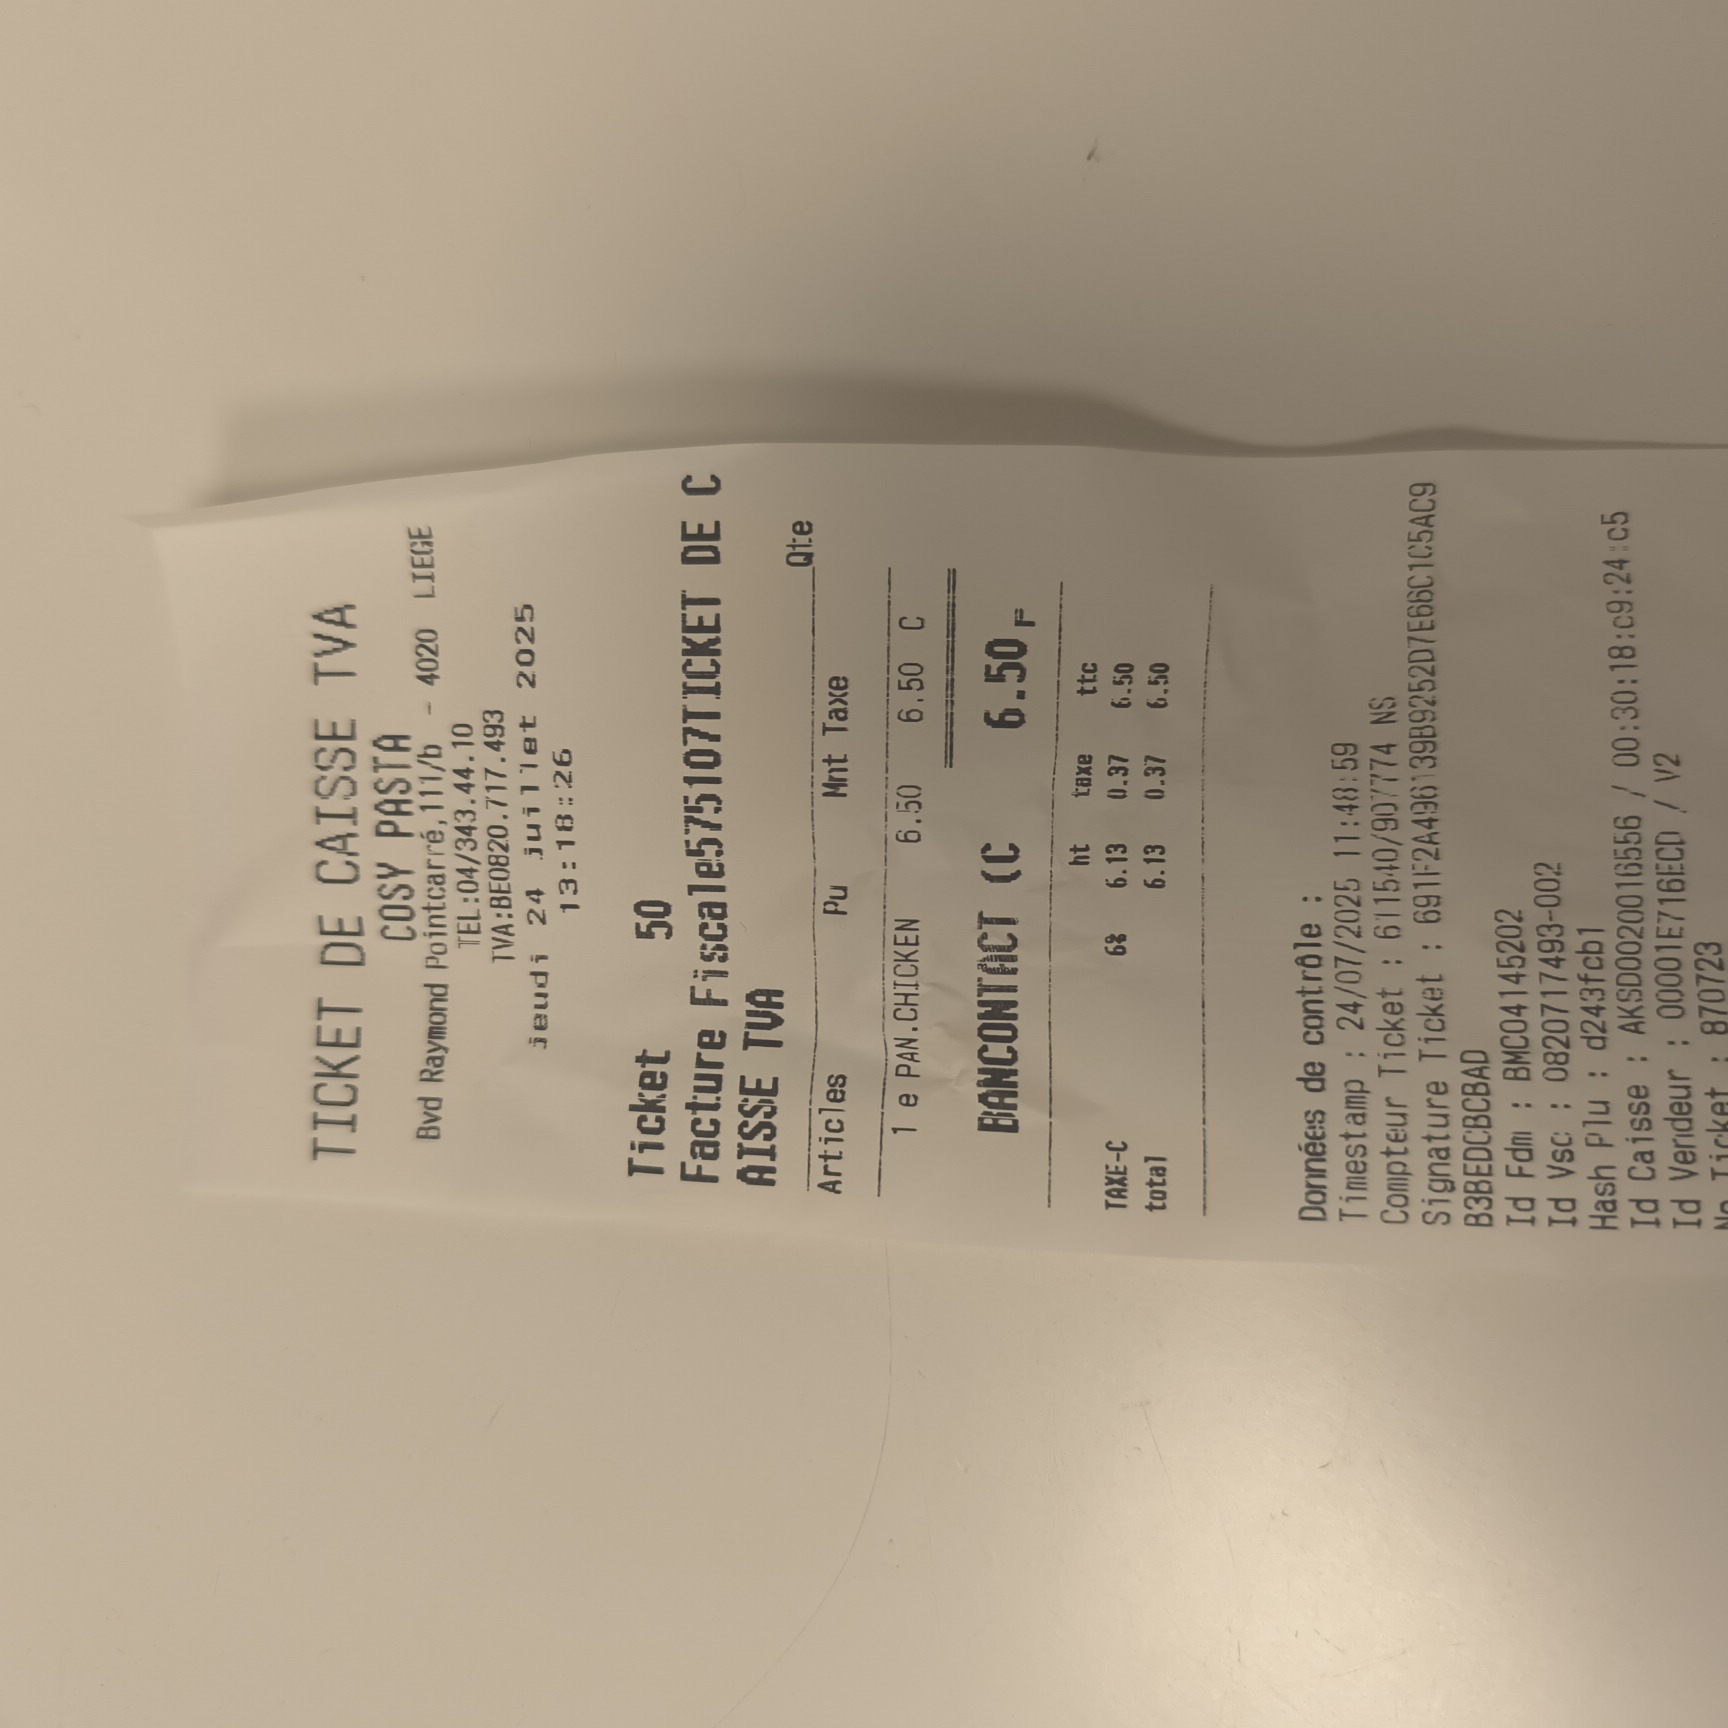 TICKET DE CAISSE TVA
COSY PASTA
Bvd Raymond Pointcarré,111/b - 4020 LIEGE
TEL:04/343.44.10
TVA:BE0820.717.493
jeudi 24 juillet 2025
13:18:26
Ticket 50
Facture Fiscale575107TICKET DE C
AISSE TVA
Qte
Articles Pu Mnt Taxe
1 e PAN.CHICKEN 6.50 6.50 C
BANCONTACT (C 6.50
F
ht taxe ttc
TAXE-C 6% 6.13 0.37 6.50
total 6.13 0.37 6.50
Données de contrôle :
Timestamp : 24/07/2025 11:48:59
Compteur Ticket : 611540/907774 NS
Signature Ticket : 691F2A496139B9252D7E66C1C5AC9
B3BEDCBCBAD
Id Fdm : BMC04145202
Id Vsc : 0820717493-002
Hash Plu : d243fcb1
Id Caisse : AKSD00220016556 / 00:30:18:c9:24:c5
Id Vendeur : 00001E716ECD / V2
No Ticket : 870723